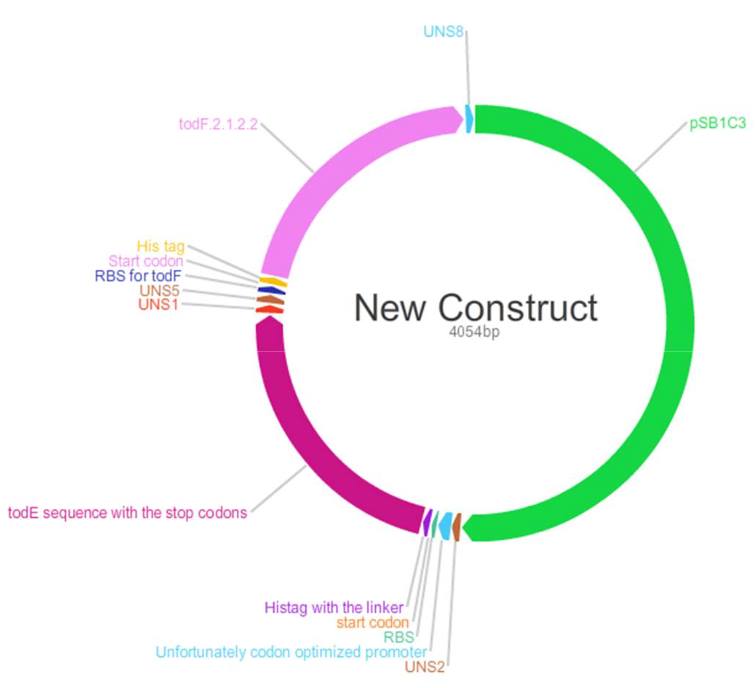 UNS8
pSB1C3
todF.2.1.2.2
His tag
Start codon
RBS for todF
UNS5
UNS1
New Construct
4054bp
todE sequence with the stop codons
Histag with the linker
start codon
RBS
Unfortunately codon optimized promoter
UNS2